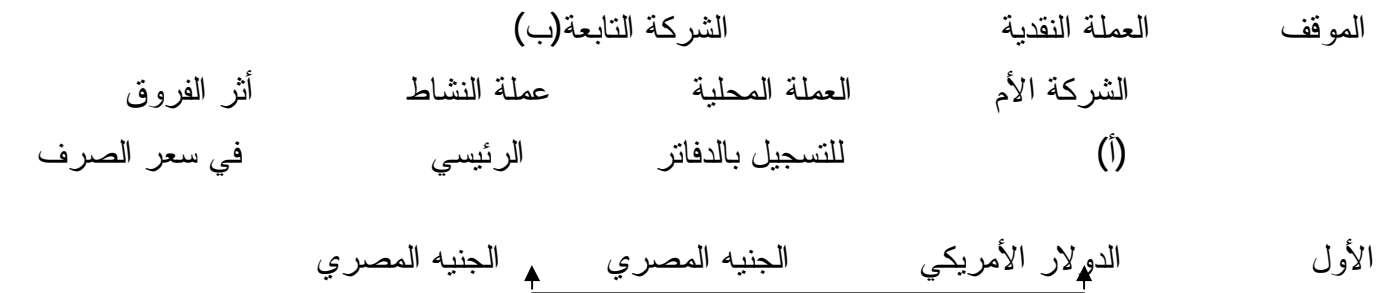 الموقف العملة النقدية الشركة التابعة(ب)
الشركة الأم العملة المحلية عملة النشاط أثر الفروق
(أ) للتسجيل بالدفاتر الرئيسي في سعر الصرف
الأول الدولار الأمريكي الجنيه المصري الجنيه المصري